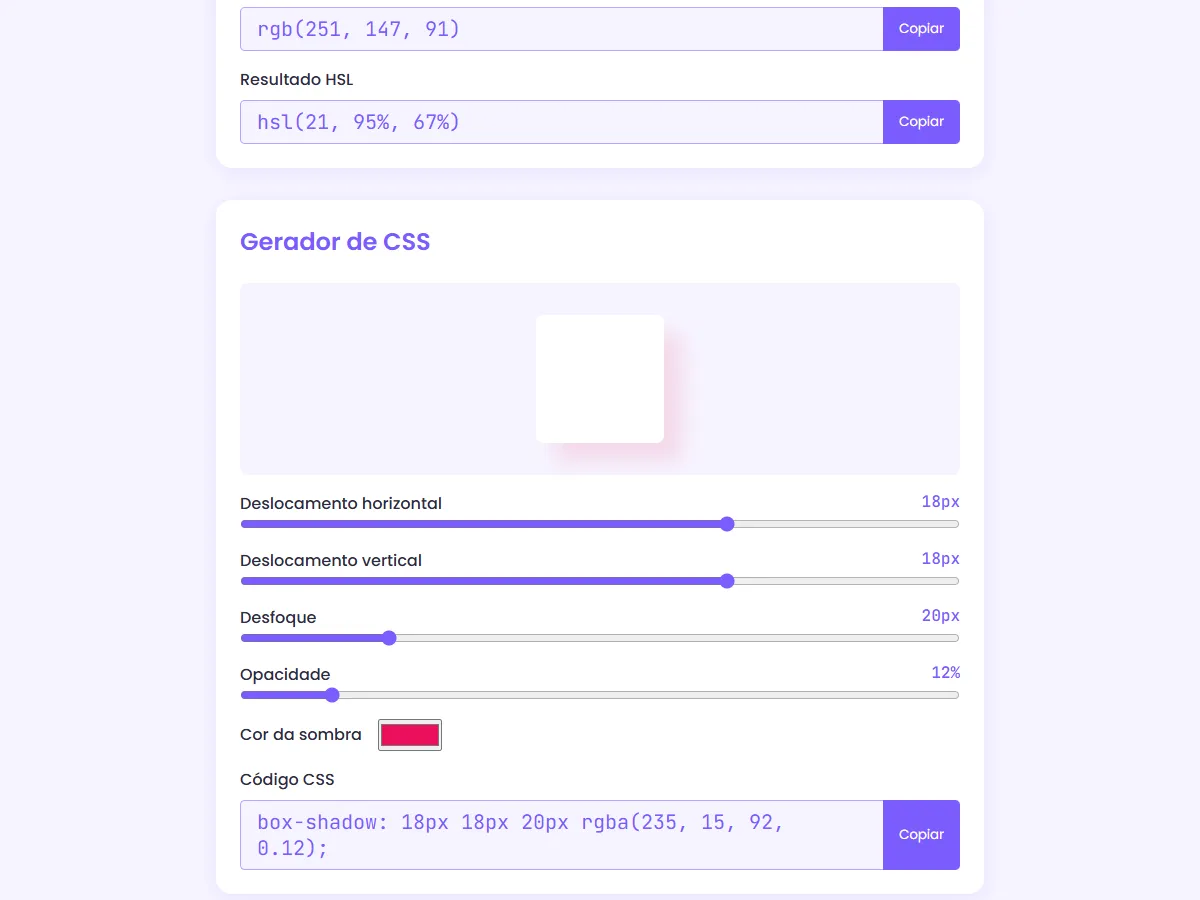 rgb(251, 147, 91)
Copiar
Resultado HSL
hsl(21, 95%, 67%)
Copiar
Gerador de CSS
Deslocamento horizontal
18px
Deslocamento vertical
18px
Desfoque
20px
Opacidade
12%
Cor da sombra
Código CSS
box-shadow: 18px 18px 20px rgba(235, 15, 92,
0.12);
Copiar